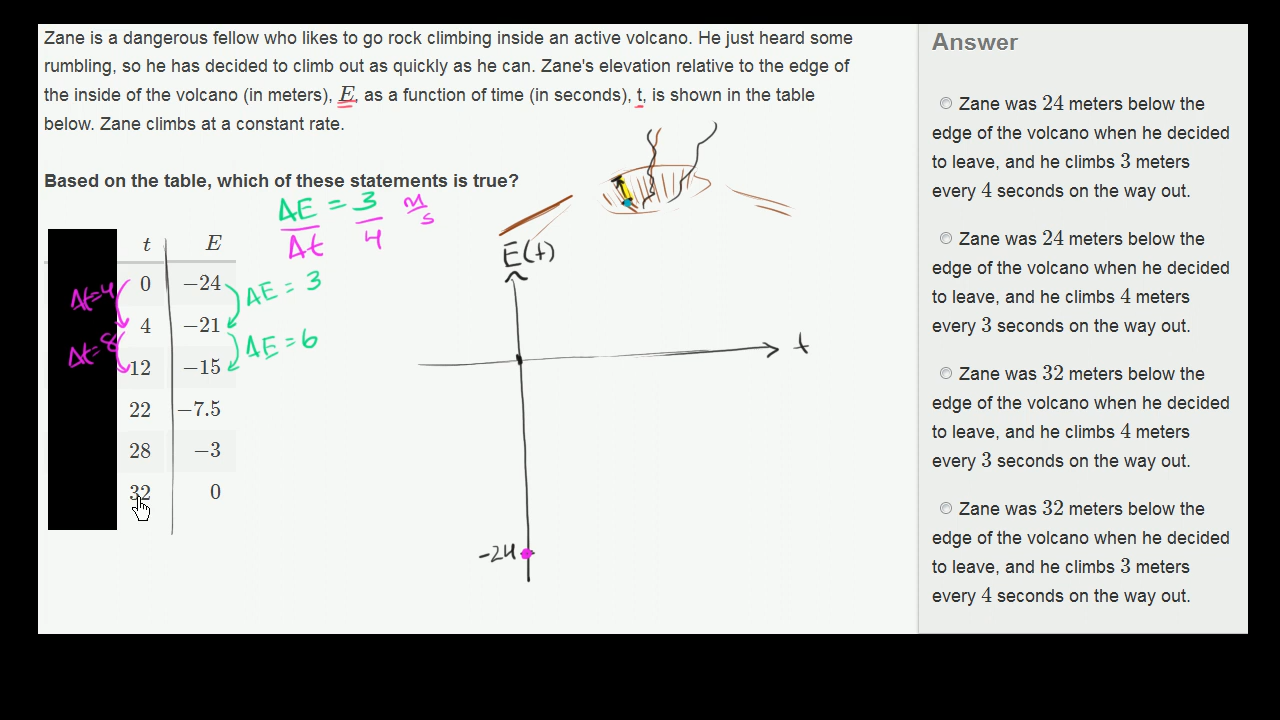 Zane is a dangerous fellow who likes to go rock climbing inside an active volcano. He just heard some
rumbling, so he has decided to climb out as quickly as he can. Zane's elevation relative to the edge of
the inside of the volcano (in meters), E, as a function of time (in seconds), t, is shown in the table
below. Zane climbs at a constant rate.
Based on the table, which of these statements is true?
ΔE/Δt = 3/4 m/s
t E
0 −24
4 −21
12 −15
22 −7.5
28 −3
32 0
Δt=4
Δt=8
ΔE = 3
ΔE = 6
E(t)
t
-24
Answer
Zane was 24 meters below the
edge of the volcano when he decided
to leave, and he climbs 3 meters
every 4 seconds on the way out.
Zane was 24 meters below the
edge of the volcano when he decided
to leave, and he climbs 4 meters
every 3 seconds on the way out.
Zane was 32 meters below the
edge of the volcano when he decided
to leave, and he climbs 4 meters
every 3 seconds on the way out.
Zane was 32 meters below the
edge of the volcano when he decided
to leave, and he climbs 3 meters
every 4 seconds on the way out.